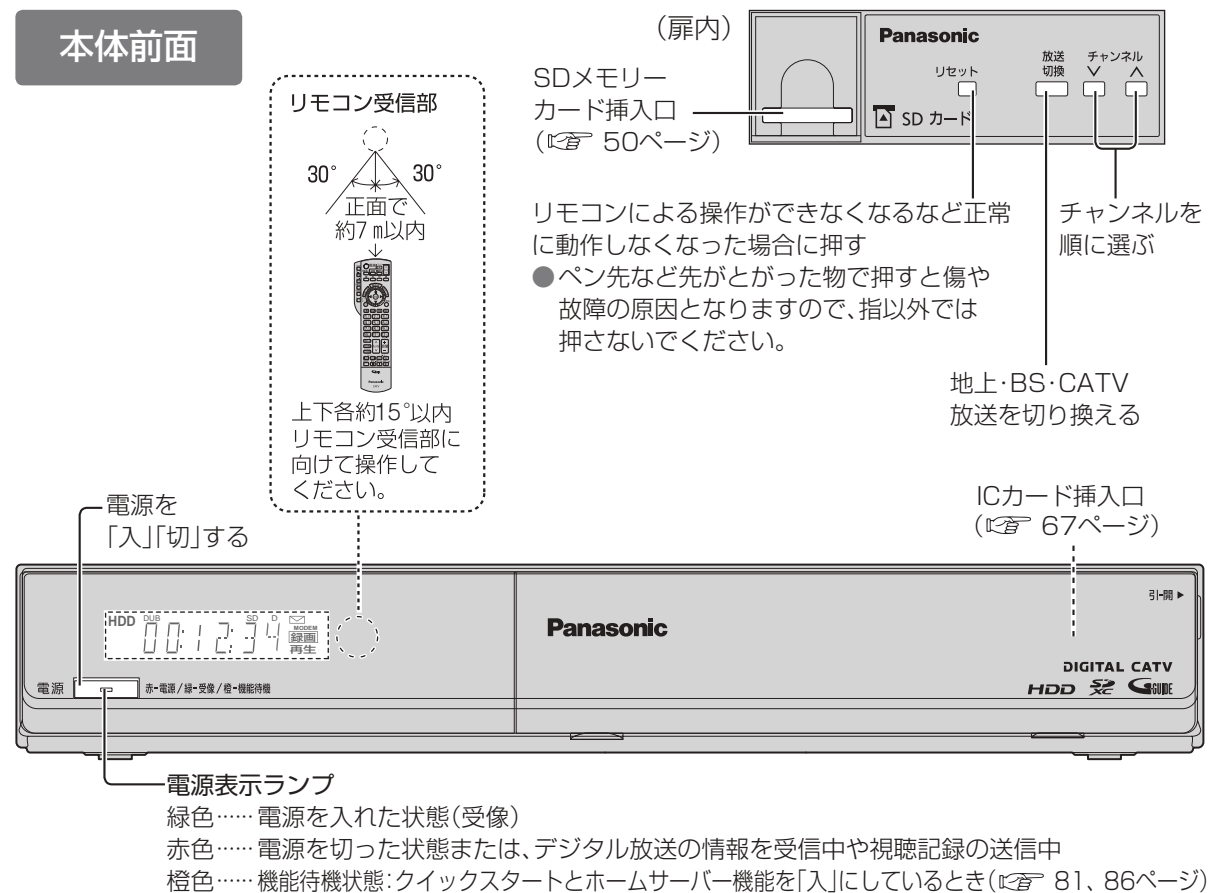 本体前面
リモコン受信部
30° 30°
正面で
約7 m以内
上下各約15°以内
リモコン受信部に
向けて操作して
ください。
(扉内)
SDメモリー
カード挿入口
(☞ 50ページ)
Panasonic
リセット
放送
切換
チャンネル
∨ ∧
SD カード
リモコンによる操作ができなくなるなど正常
に動作しなくなった場合に押す
●ペン先など先がとがった物で押すと傷や
故障の原因となりますので、指以外では
押さないでください。
チャンネルを
順に選ぶ
地上・BS・CATV
放送を切り換える
ICカード挿入口
(☞ 67ページ)
電源を
「入」「切」する
HDD DUB SD D MODEM
00:12:34 録画
再生
電源 赤-電源/緑-受像/橙-機能待機
Panasonic
引-開 ▶
DIGITAL CATV
HDD SD XC G-GUIDE
電源表示ランプ
緑色…… 電源を入れた状態(受像)
赤色…… 電源を切った状態または、デジタル放送の情報を受信中や視聴記録の送信中
橙色…… 機能待機状態:クイックスタートとホームサーバー機能を「入」にしているとき(☞ 81、86ページ)